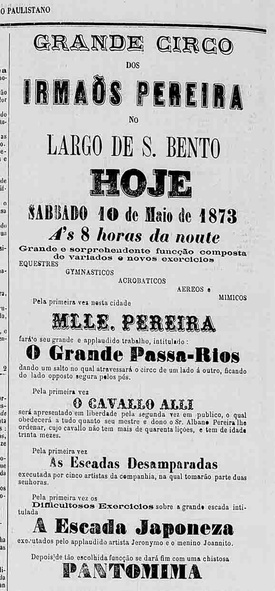 O PAULISTANO
GRANDE CIRCO
DOS
IRMAÕS PEREIRA
NO
LARGO DE S. BENTO
HOJE
SABBADO 10 de Maio de 1873
A's 8 horas da noute
Grande e sorprehendente funcção composta
de variados e novos exercicios
EQUESTRES
GYMNASTICOS
ACROBATICOS
AEREOS e
MIMICOS
Pela primeira vez nesta cidade
MLLE. PEREIRA
fará o seu grande e applaudido trabalho, intitulado:
O Grande Passa-Rios
dando um salto no qual atravessará o circo de um lado á outro, ficando
do lado opposto segura pelos pés.
Pela primeira vez
O CAVALLO ALLI
será apresentado em liberdade pela segunda vez em publico, o qual
obedecerá a tudo quanto seu mestre e dono o Sr. Albano Pereira lhe
ordenar, cujo cavallo não tem mais de quarenta lições, e tem de idade
trinta mezes.
Pela primeira vez
As Escadas Desamparadas
executada por cinco artistas da companhia, na qual tomarão parte duas
senhoras.
Pela primeira vez os
Difficultosos Exercicios sobre a grande escada inti-
tulada
A Escada Japoneza
executados pelo applaudido artista Jeronymo e o menino Joannito.
Depois de tão escolhida funcção se dará fim com uma chistosa
PANTOMIMA